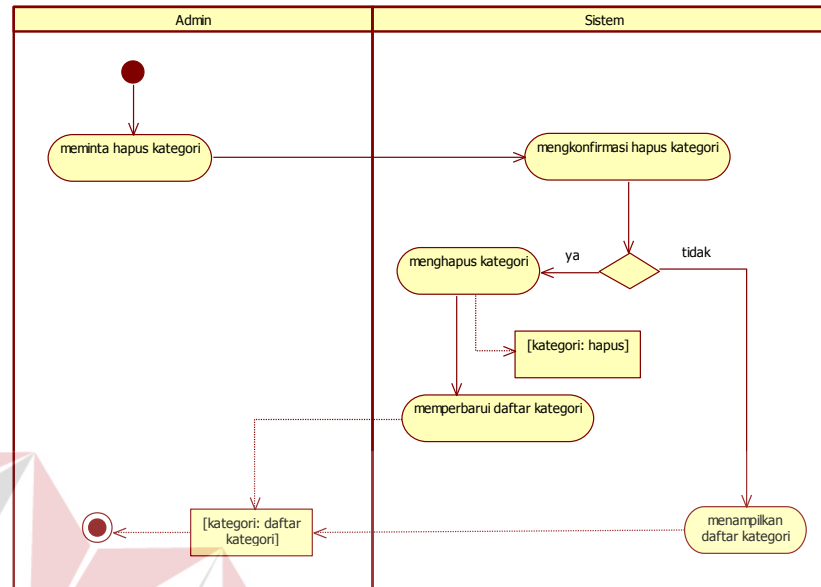 Admin
Sistem
meminta hapus kategori
mengkonfirmasi hapus kategori
ya
tidak
menghapus kategori
[kategori: hapus]
memperbarui daftar kategori
[kategori: daftar
kategori]
menampilkan
daftar kategori